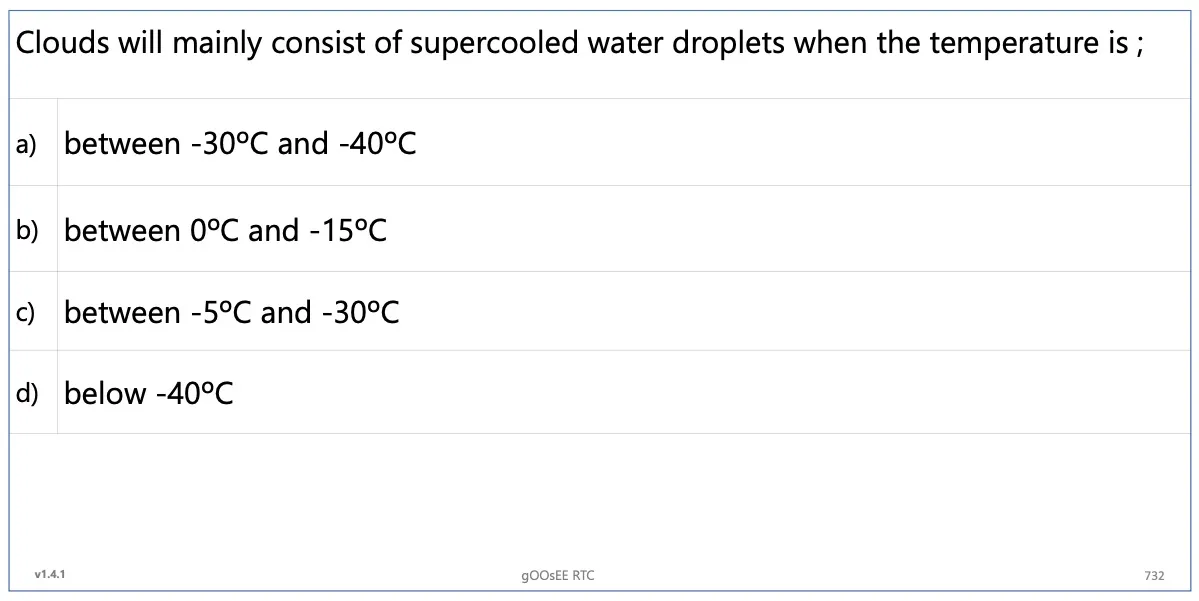 Clouds will mainly consist of supercooled water droplets when the temperature is ;
a) between -30ºC and -40ºC
b) between 0ºC and -15ºC
c) between -5ºC and -30ºC
d) below -40ºC
v1.4.1 gOOsEE RTC 732